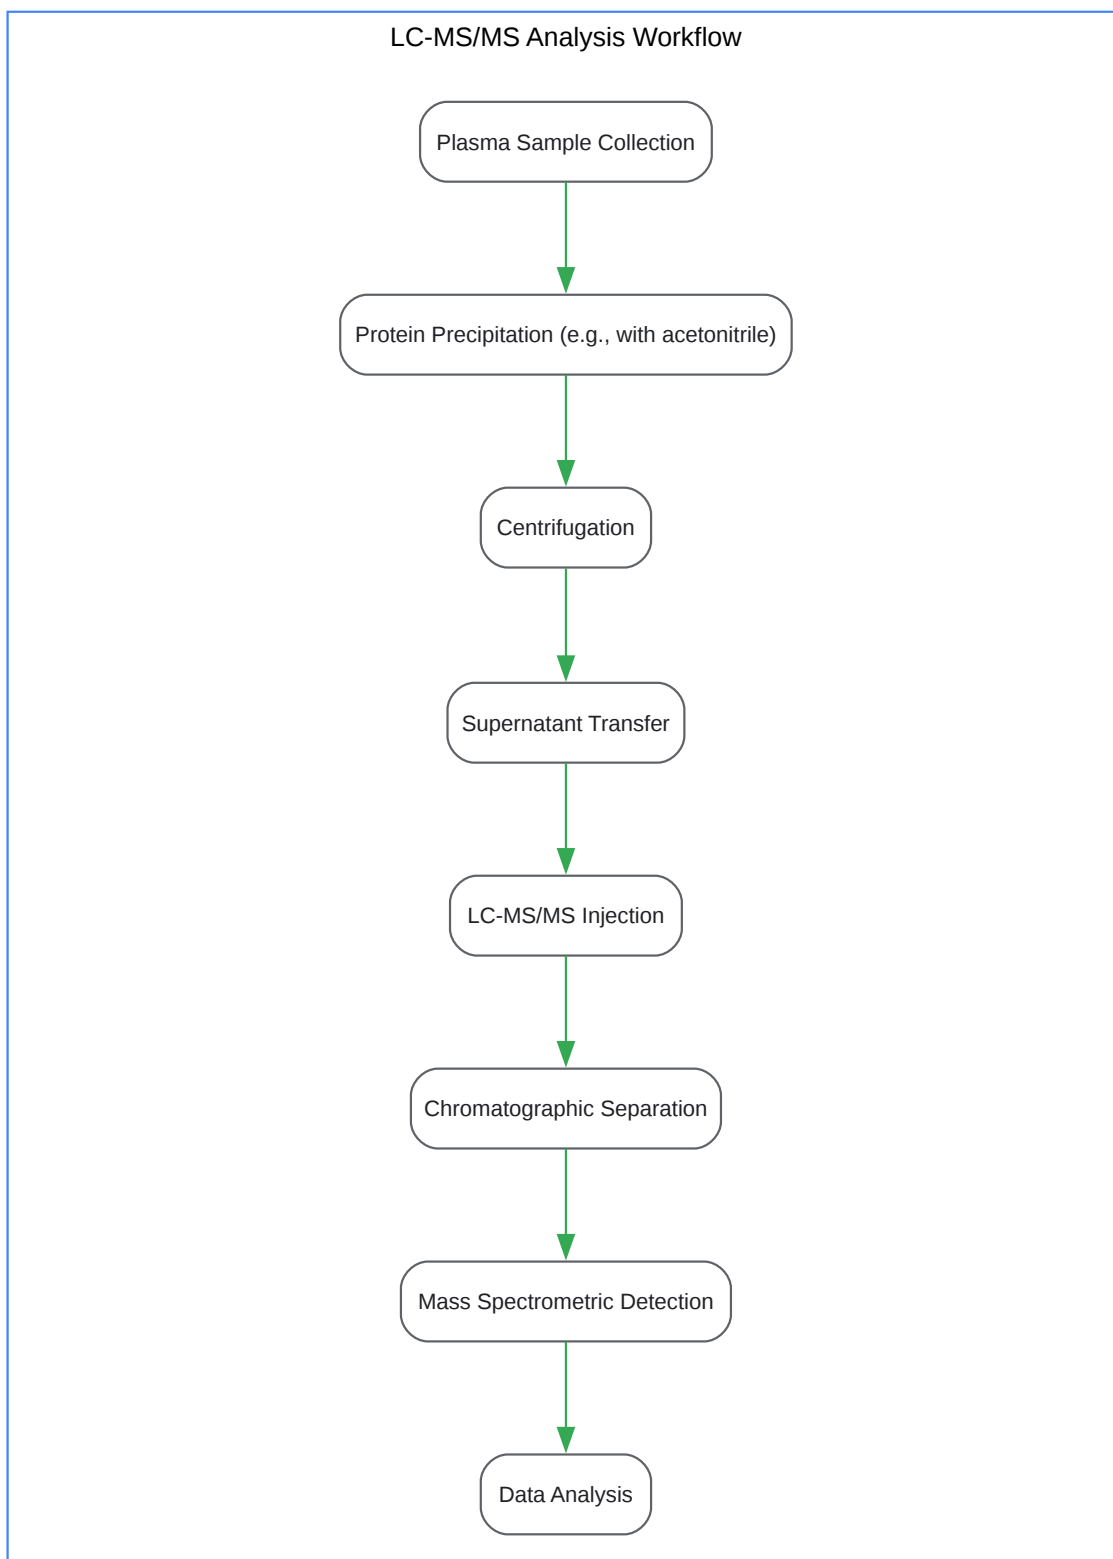 LC-MS/MS Analysis Workflow
Plasma Sample Collection
Protein Precipitation (e.g., with acetonitrile)
Centrifugation
Supernatant Transfer
LC-MS/MS Injection
Chromatographic Separation
Mass Spectrometric Detection
Data Analysis